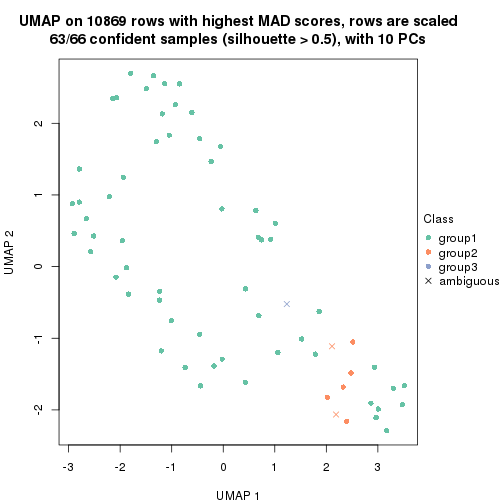 UMAP on 10869 rows with highest MAD scores, rows are scaled
63/66 confident samples (silhouette > 0.5), with 10 PCs
2
1
0
-1
-2
UMAP 2
-3 -2 -1 0 1 2 3
UMAP 1
Class
group1
group2
group3
ambiguous